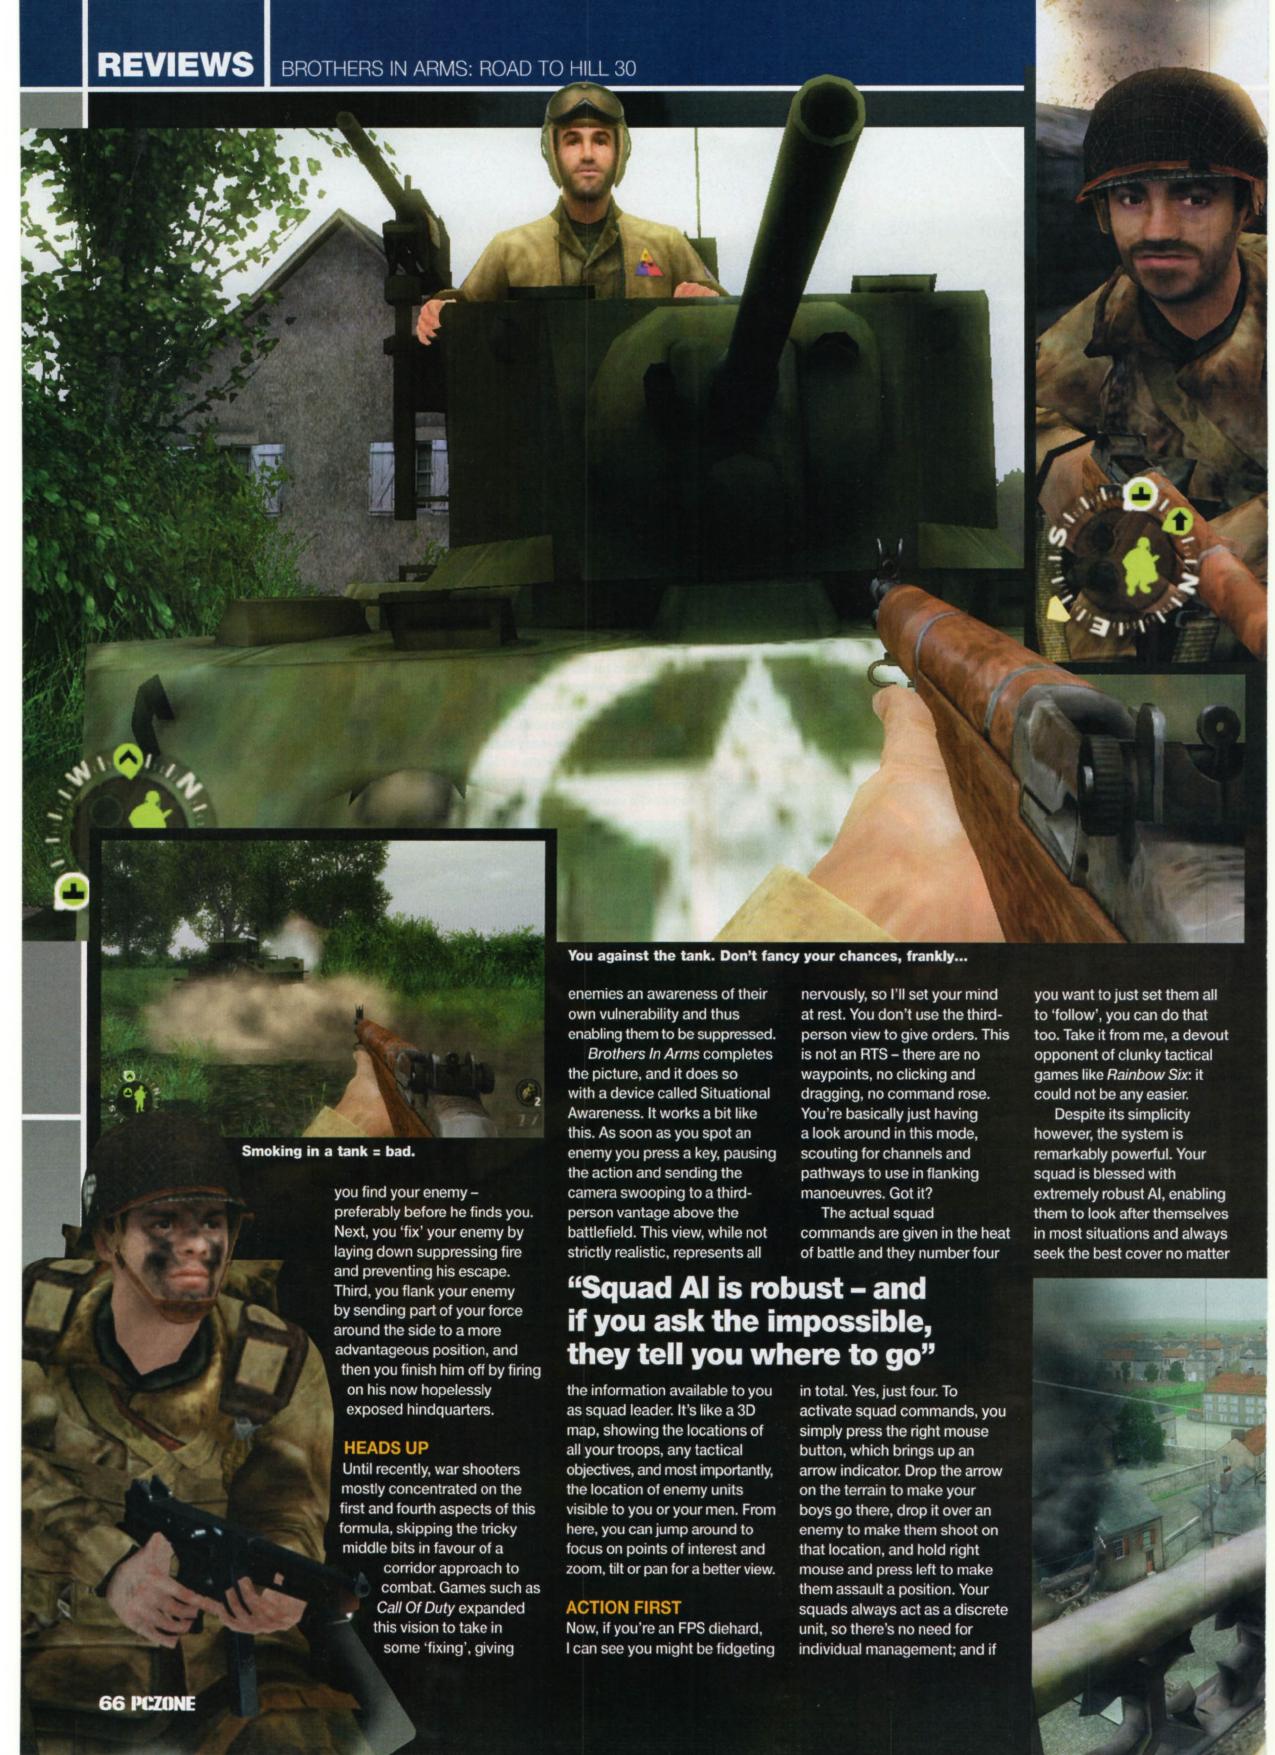 REVIEWS
BROTHERS IN ARMS: ROAD TO HILL 30
You against the tank. Don't fancy your chances, frankly...
Smoking in a tank = bad.
you find your enemy –
preferably before he finds you.
Next, you 'fix' your enemy by
laying down suppressing fire
and preventing his escape.
Third, you flank your enemy
by sending part of your force
around the side to a more
advantageous position, and
then you finish him off by firing
on his now hopelessly
exposed hindquarters.
HEADS UP
Until recently, war shooters
mostly concentrated on the
first and fourth aspects of this
formula, skipping the tricky
middle bits in favour of a
corridor approach to
combat. Games such as
Call Of Duty expanded
this vision to take in
some 'fixing', giving
enemies an awareness of their
own vulnerability and thus
enabling them to be suppressed.
Brothers In Arms completes
the picture, and it does so
with a device called Situational
Awareness. It works a bit like
this. As soon as you spot an
enemy you press a key, pausing
the action and sending the
camera swooping to a third-
person vantage above the
battlefield. This view, while not
strictly realistic, represents all
"Squad AI is robust – and
if you ask the impossible,
they tell you where to go"
the information available to you
as squad leader. It's like a 3D
map, showing the locations of
all your troops, any tactical
objectives, and most importantly,
the location of enemy units
visible to you or your men. From
here, you can jump around to
focus on points of interest and
zoom, tilt or pan for a better view.
ACTION FIRST
Now, if you're an FPS diehard,
I can see you might be fidgeting
nervously, so I'll set your mind
at rest. You don't use the third-
person view to give orders. This
is not an RTS – there are no
waypoints, no clicking and
dragging, no command rose.
You're basically just having
a look around in this mode,
scouting for channels and
pathways to use in flanking
manoeuvres. Got it?
The actual squad
commands are given in the heat
of battle and they number four
in total. Yes, just four. To
activate squad commands, you
simply press the right mouse
button, which brings up an
arrow indicator. Drop the arrow
on the terrain to make your
boys go there, drop it over an
enemy to make them shoot on
that location, and hold right
mouse and press left to make
them assault a position. Your
squads always act as a discrete
unit, so there's no need for
individual management; and if
you want to just set them all
to 'follow', you can do that
too. Take it from me, a devout
opponent of clunky tactical
games like Rainbow Six: it
could not be any easier.
Despite its simplicity
however, the system is
remarkably powerful. Your
squad is blessed with
extremely robust AI, enabling
them to look after themselves
in most situations and always
seek the best cover no matter
W N
S N E
2
66 PCZONE